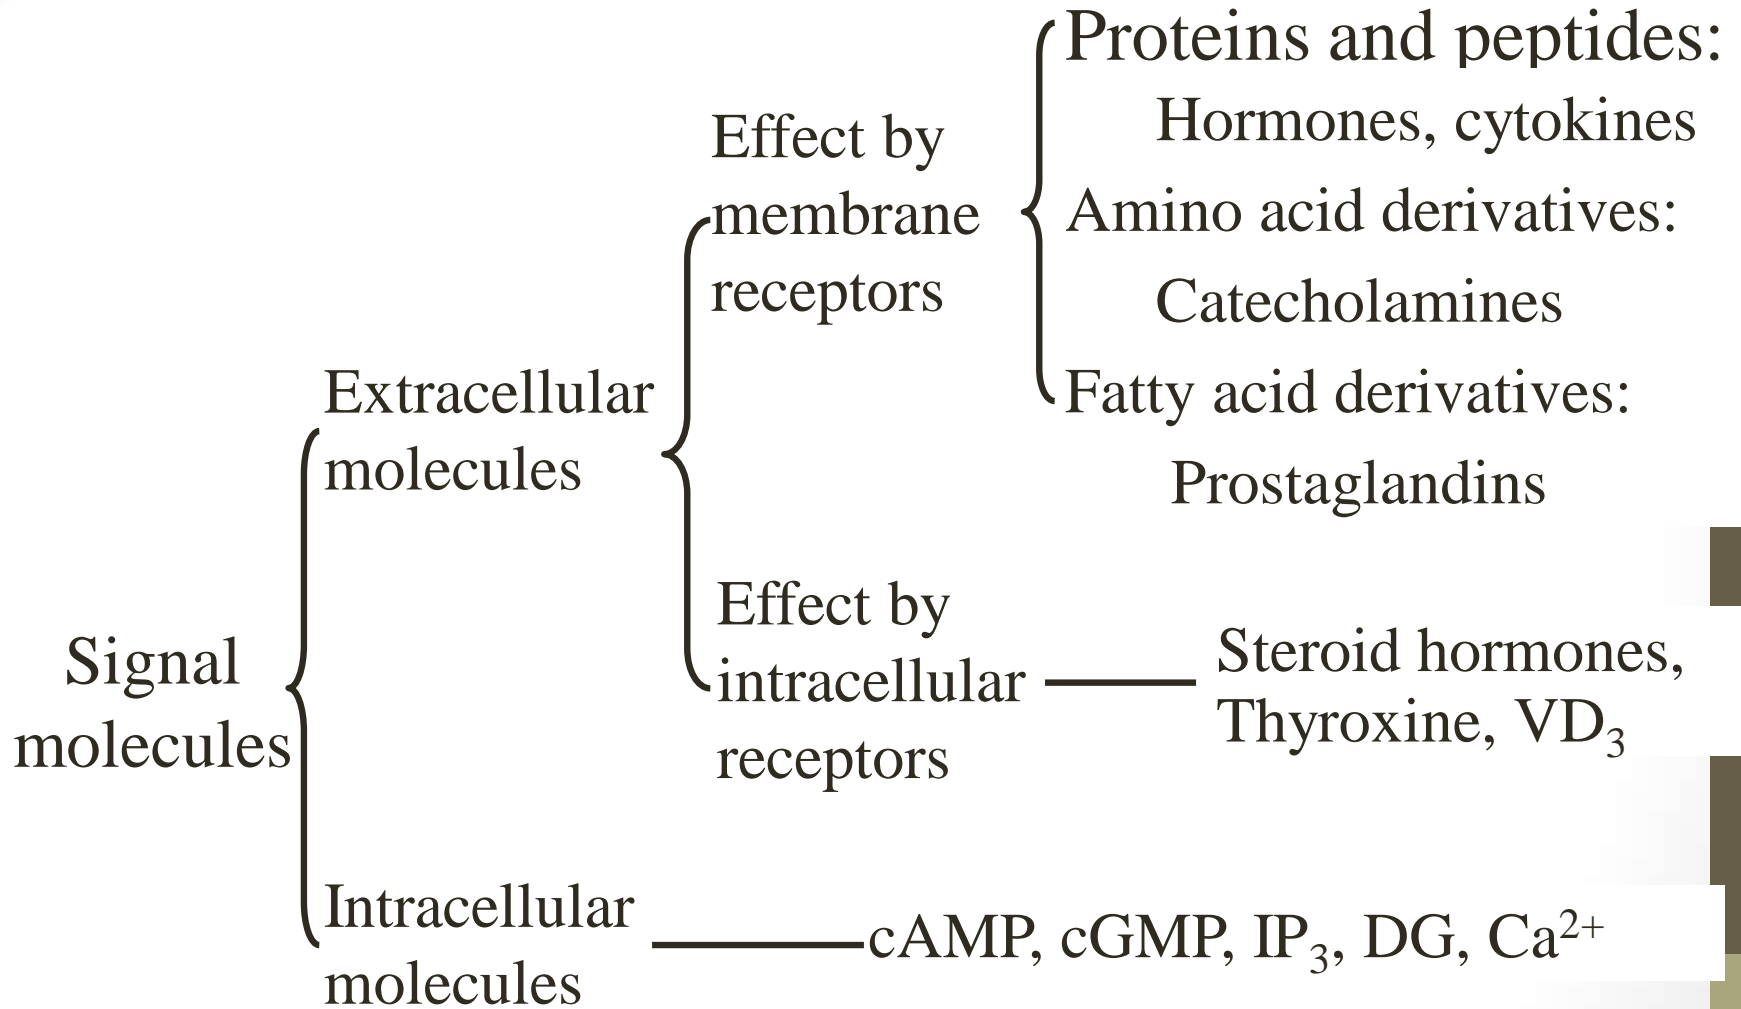 Proteins and peptides:
Hormones, cytokines
Amino acid derivatives:
Catecholamines
Fatty acid derivatives:
Prostaglandins
Effect by
membrane
receptors
Extracellular
molecules
Effect by
intracellular
receptors
Steroid hormones,
Thyroxine, VD₃
Signal
molecules
Intracellular
molecules
cAMP, cGMP, IP₃, DG, Ca²⁺